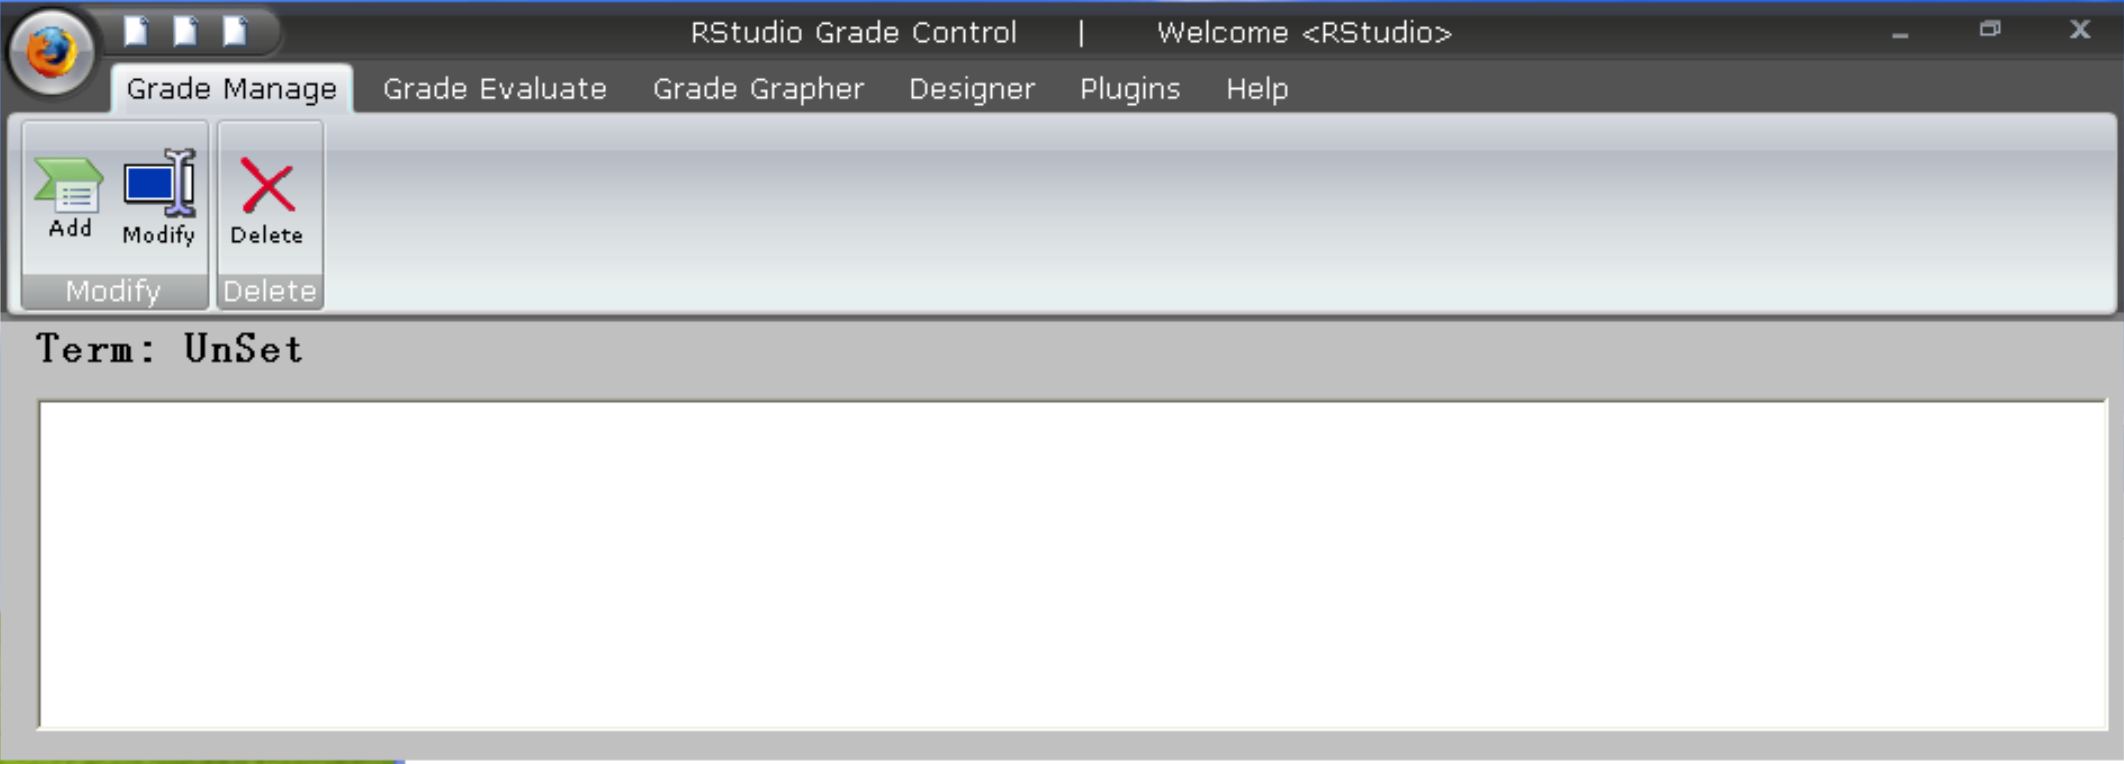 RStudio Grade Control | Welcome <RStudio>
Grade Manage Grade Evaluate Grade Grapher Designer Plugins Help
Add Modify Delete
Modify Delete
Term: UnSet